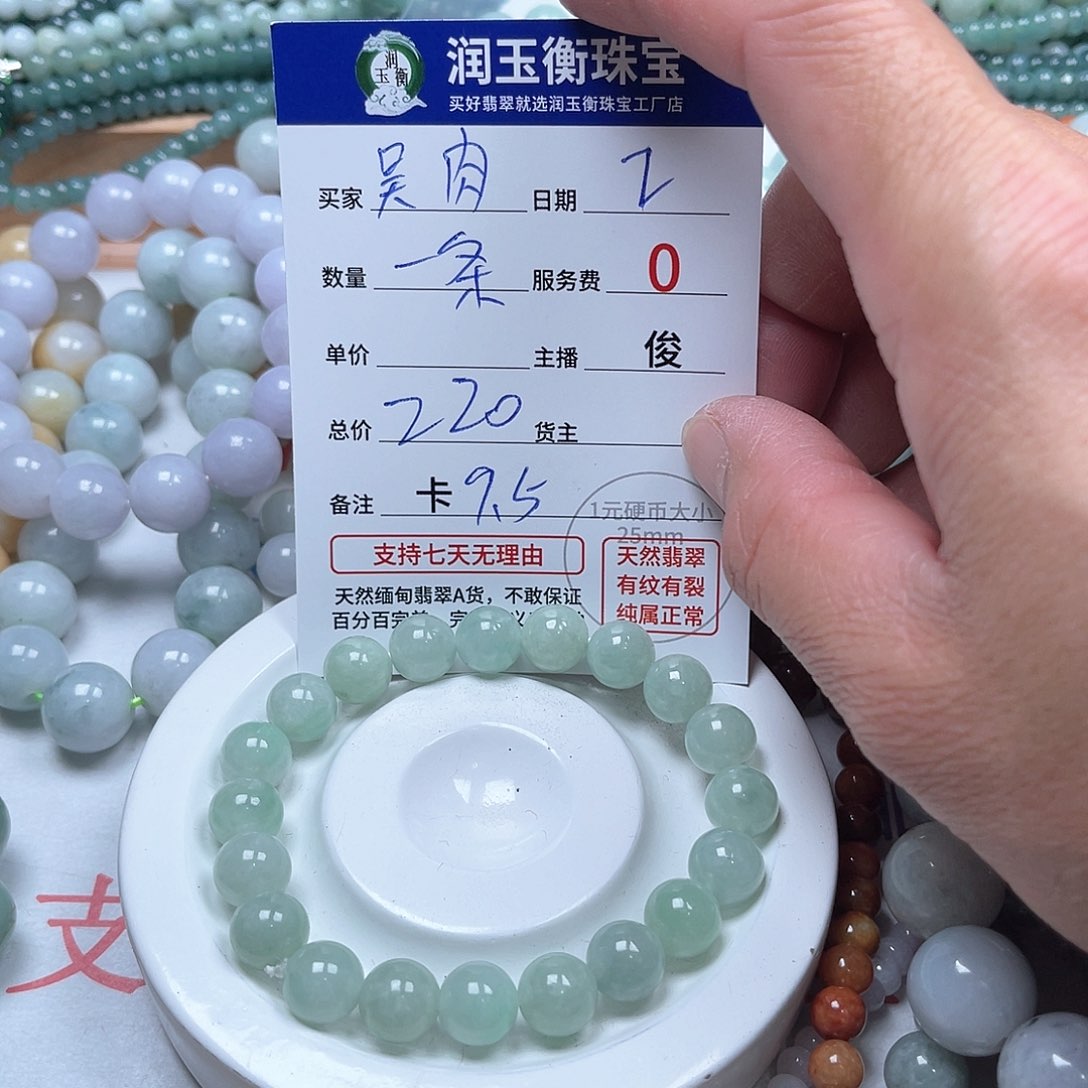 润玉衡
润玉衡珠宝
买好翡翠就选润玉衡珠宝工厂店
买家 吴肉 日期 2
数量 一条 服务费 0
单价 主播 俊
总价 220 货主
备注 卡 9.5
1元硬币大小
25mm
支持七天无理由
天然翡翠
有纹有裂
纯属正常
天然缅甸翡翠A货，不敢保证
百分百完美
支